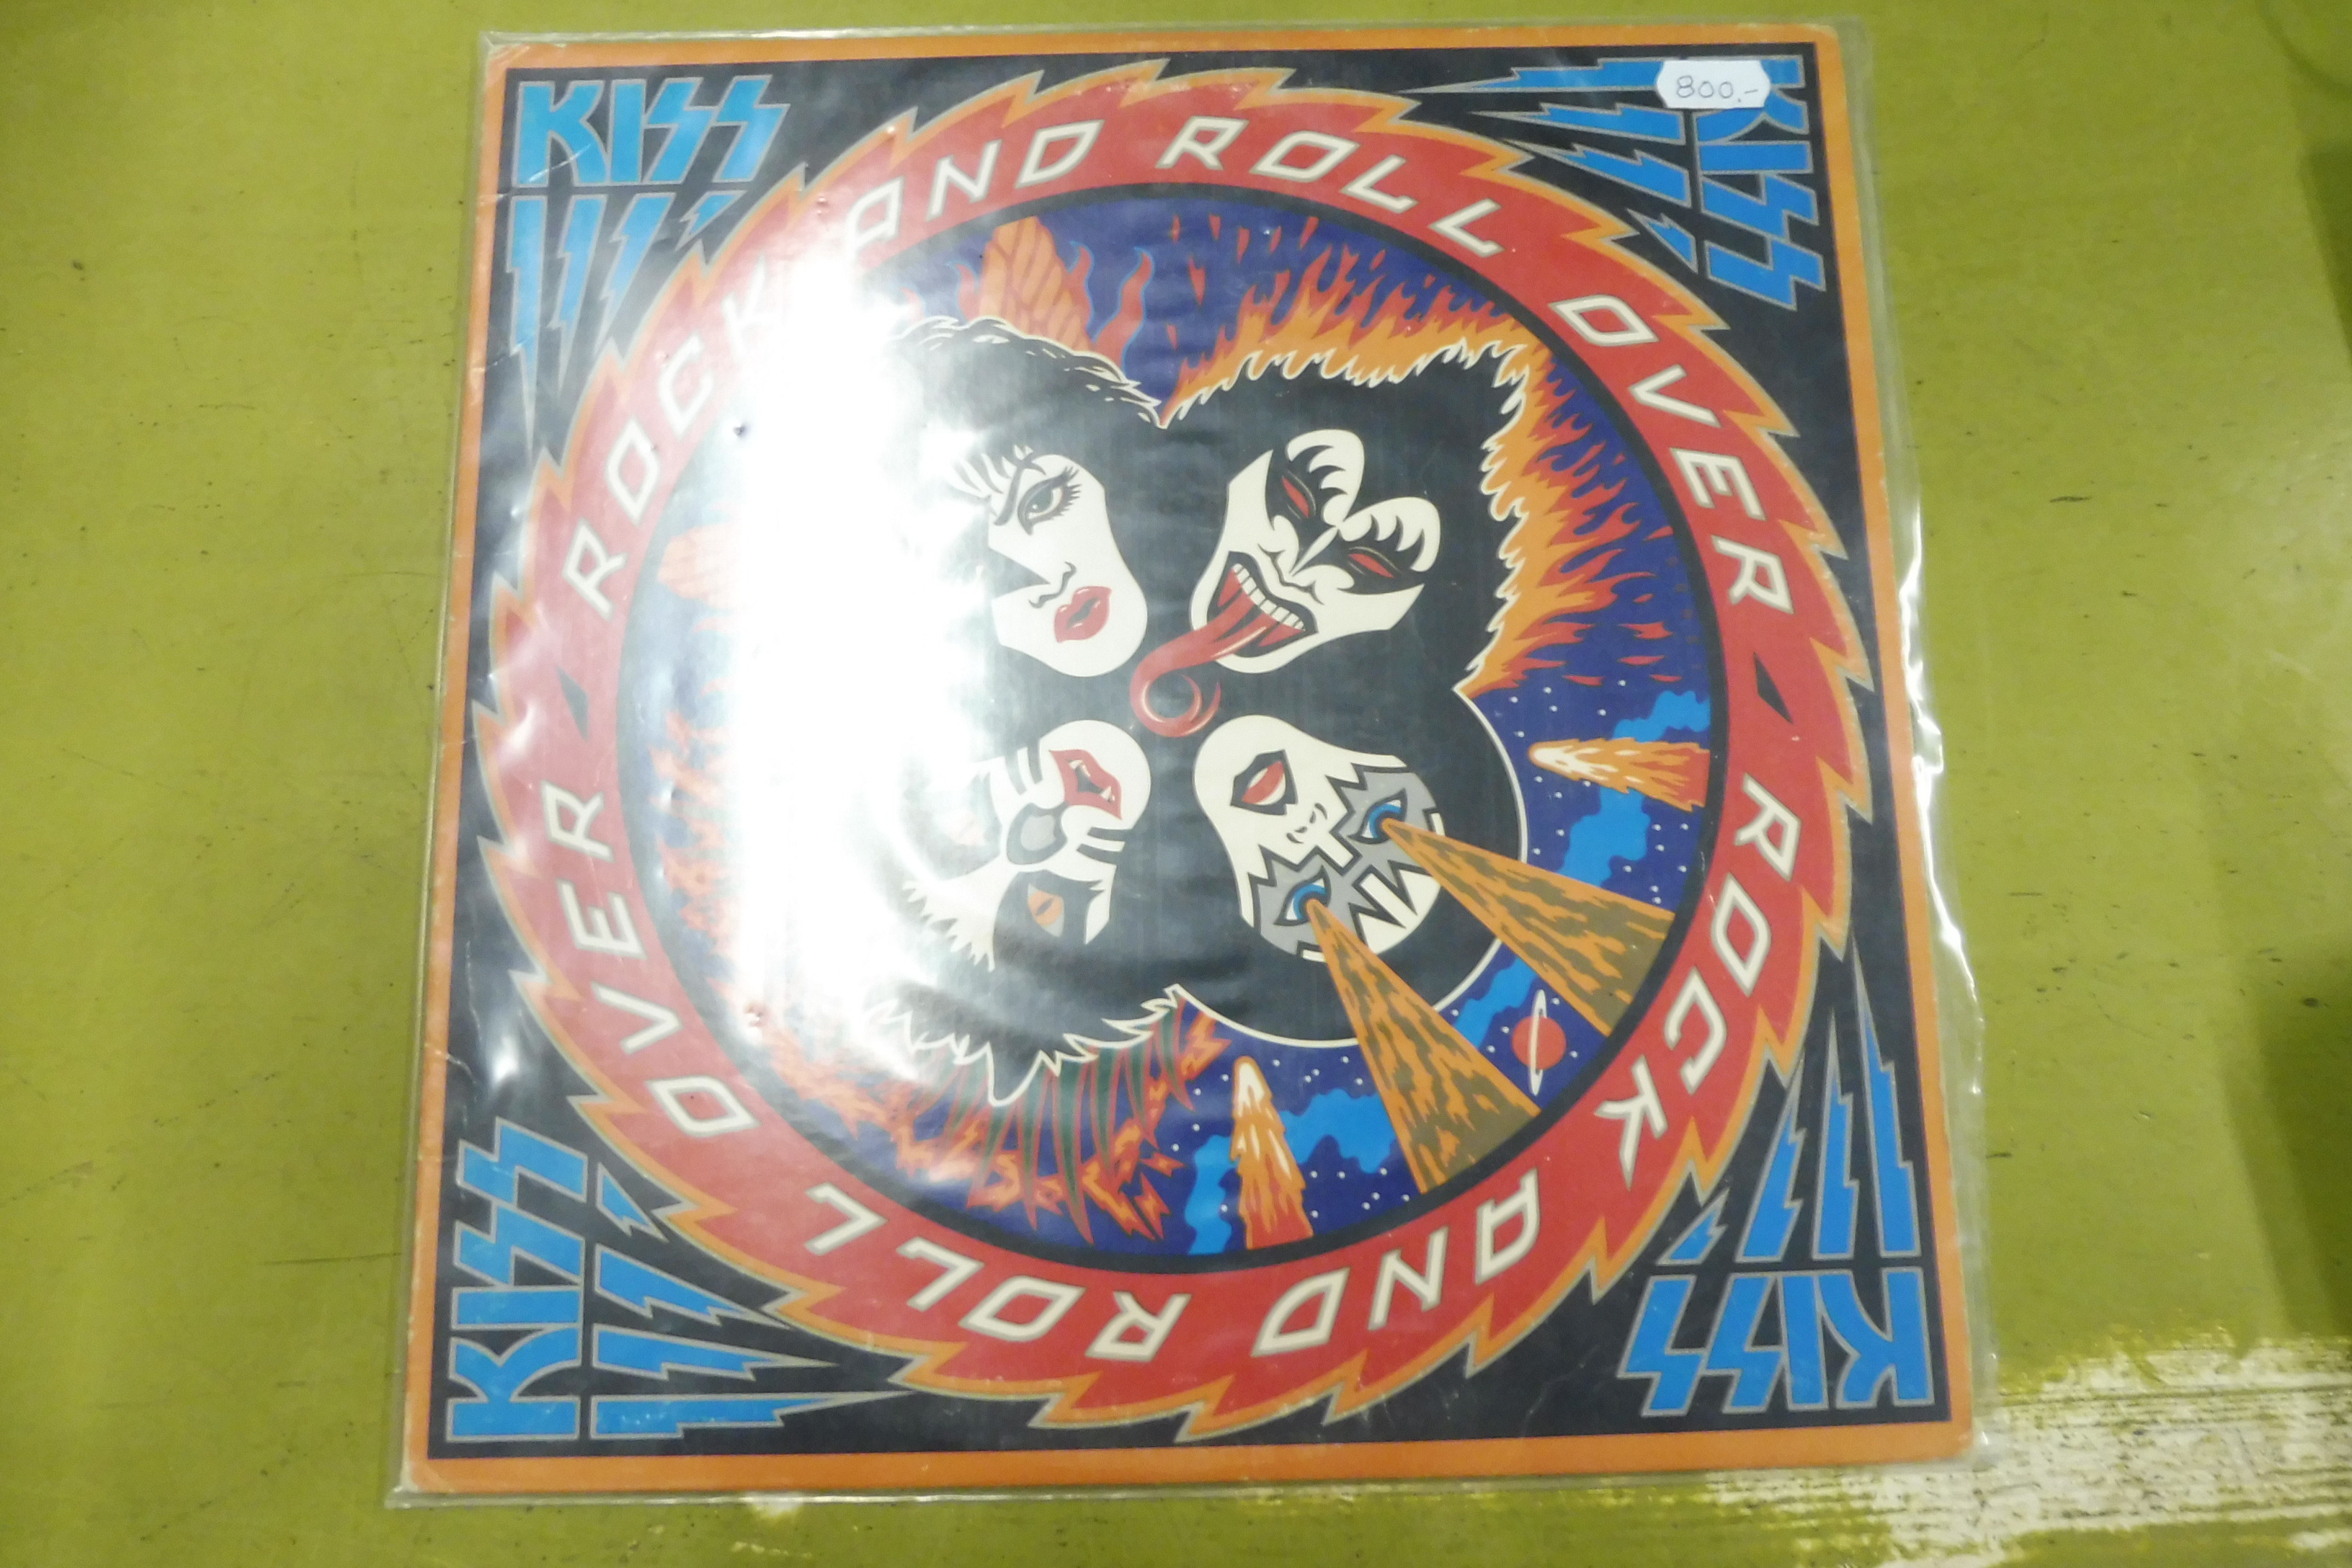 KISS
KISS
800.-
ROCK AND ROLL OVER
ROCK AND ROLL OVER
KISS
KISS